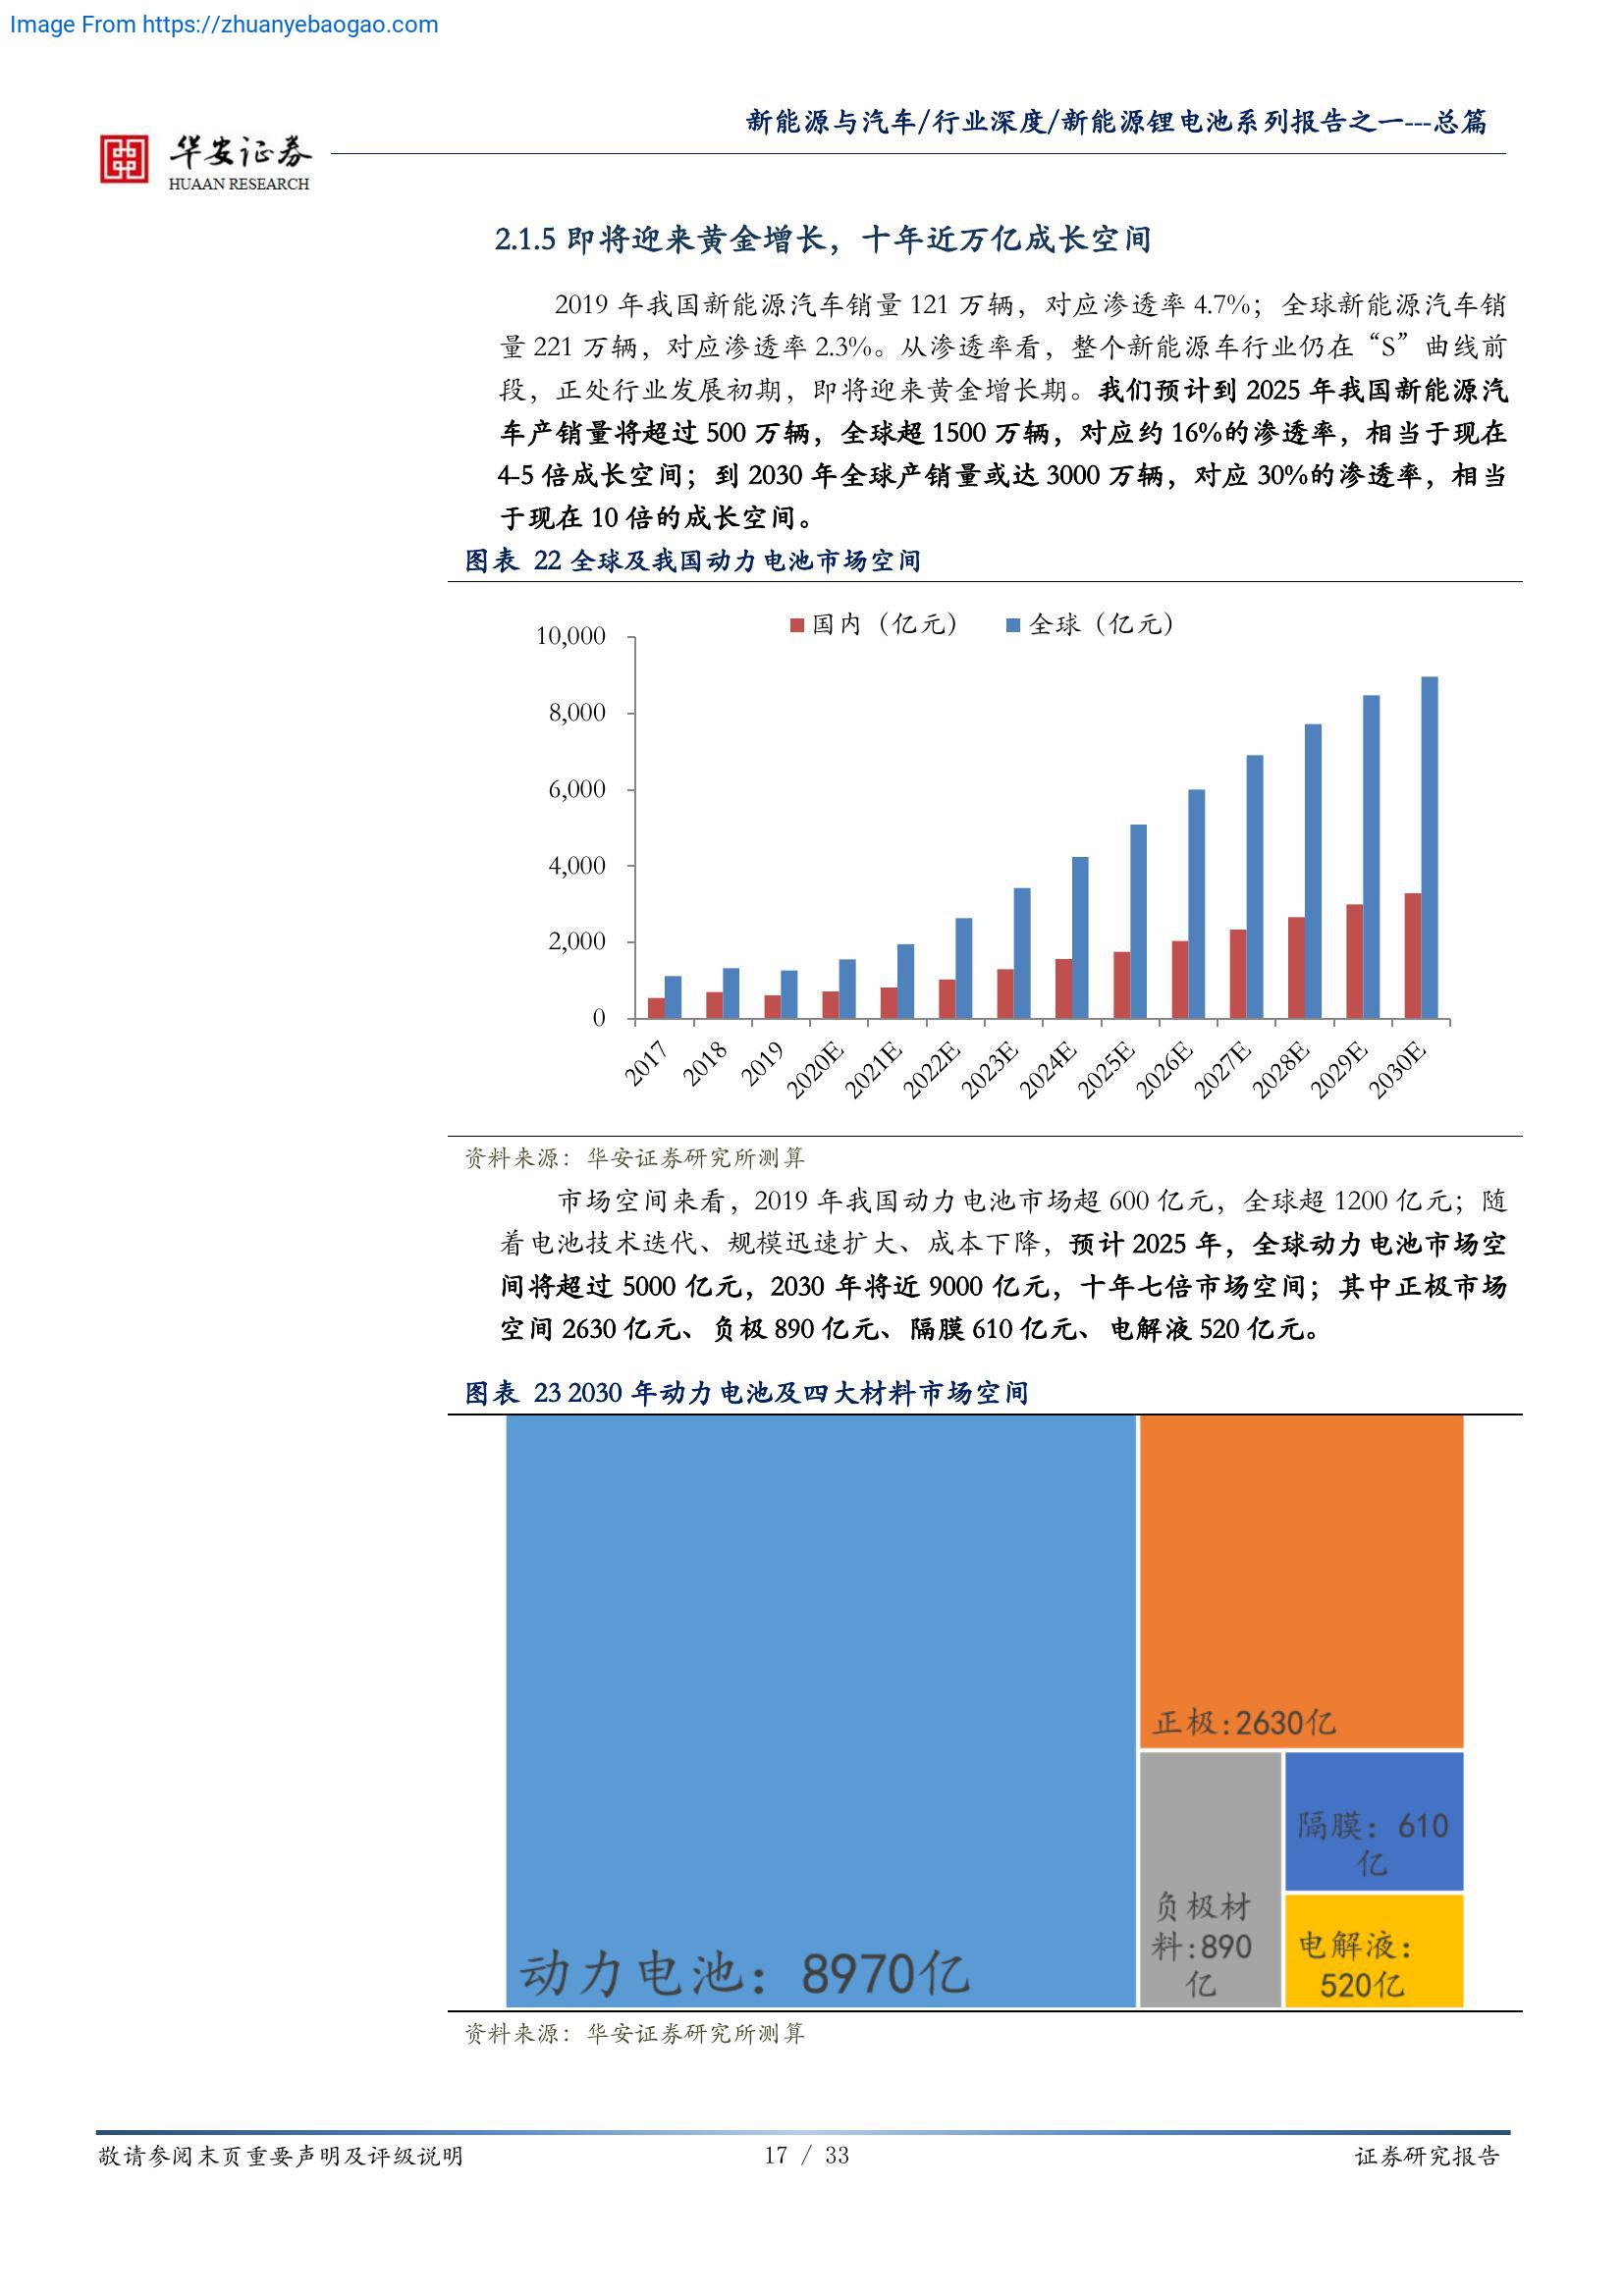 Image From https://zhuanyebaogao.com
新能源与汽车/行业深度/新能源锂电池系列报告之一---总篇
华安证券
HUAAN RESEARCH
2.1.5 即将迎来黄金增长，十年近万亿成长空间
2019 年我国新能源汽车销量 121 万辆，对应渗透率 4.7%；全球新能源汽车销
量 221 万辆，对应渗透率 2.3%。从渗透率看，整个新能源车行业仍在“S”曲线前
段，正处行业发展初期，即将迎来黄金增长期。我们预计到 2025 年我国新能源汽
车产销量将超过 500 万辆，全球超 1500 万辆，对应约 16%的渗透率，相当于现在
4-5 倍成长空间；到 2030 年全球产销量或达 3000 万辆，对应 30%的渗透率，相当
于现在 10 倍的成长空间。
图表 22 全球及我国动力电池市场空间
国内（亿元） 全球（亿元）
10,000
8,000
6,000
4,000
2,000
0
2017 2018 2019 2020E 2021E 2022E 2023E 2024E 2025E 2026E 2027E 2028E 2029E 2030E
资料来源：华安证券研究所测算
市场空间来看，2019 年我国动力电池市场超 600 亿元，全球超 1200 亿元；随
着电池技术迭代、规模迅速扩大、成本下降，预计 2025 年，全球动力电池市场空
间将超过 5000 亿元，2030 年将近 9000 亿元，十年七倍市场空间；其中正极市场
空间 2630 亿元、负极 890 亿元、隔膜 610 亿元、电解液 520 亿元。
图表 23 2030 年动力电池及四大材料市场空间
正极:2630亿
隔膜：610
亿
负极材
料:890
亿
电解液：
520亿
动力电池：8970亿
资料来源：华安证券研究所测算
敬请参阅末页重要声明及评级说明 17 / 33 证券研究报告